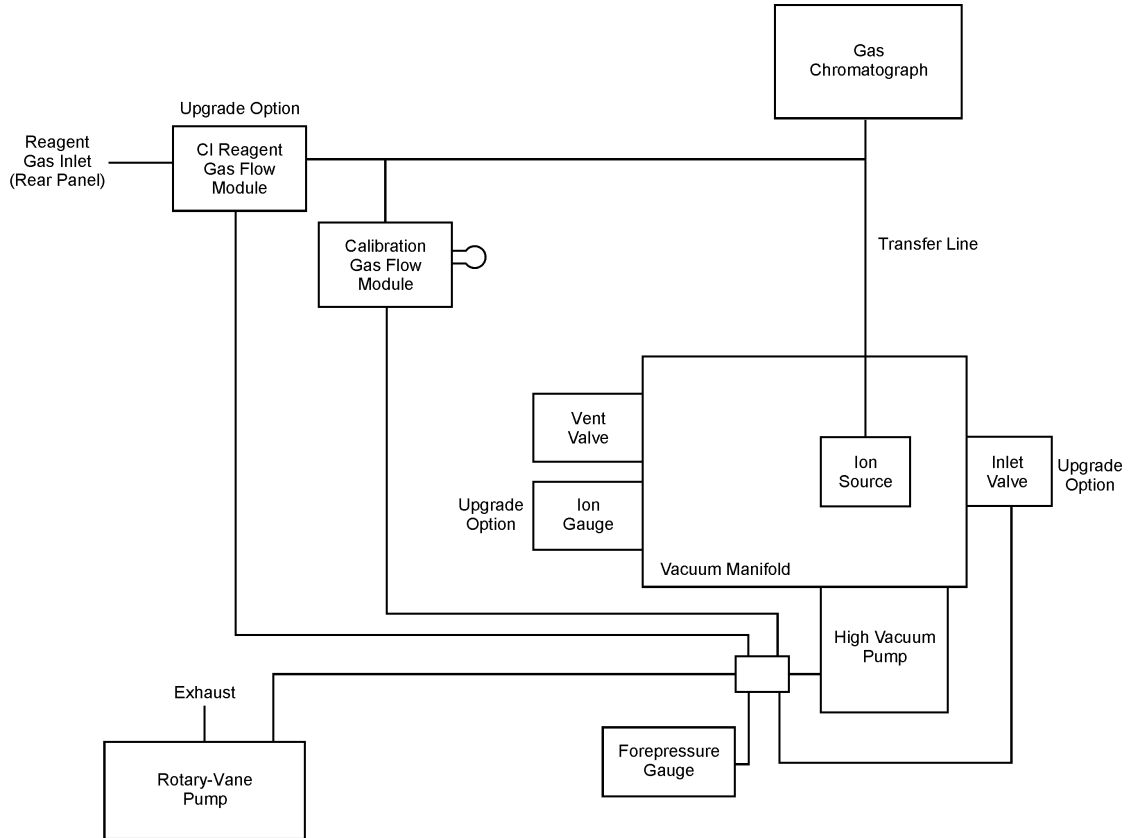 Gas
Chromatograph
Upgrade Option
Reagent
Gas Inlet
(Rear Panel)
CI Reagent
Gas Flow
Module
Calibration
Gas Flow
Module
Transfer Line
Vent
Valve
Ion
Source
Inlet
Valve
Upgrade
Option
Upgrade
Option
Ion
Gauge
Vacuum Manifold
High Vacuum
Pump
Exhaust
Forepressure
Gauge
Rotary-Vane
Pump